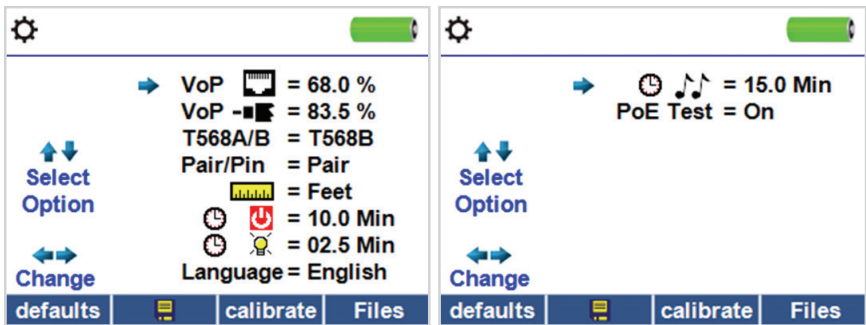 VoP = 68.0 %
VoP = 83.5 %
T568A/B = T568B
Pair/Pin = Pair
= Feet
= 10.0 Min
= 02.5 Min
Language = English
Select
Option
Change
defaults calibrate Files
= 15.0 Min
PoE Test = On
Select
Option
Change
defaults calibrate Files